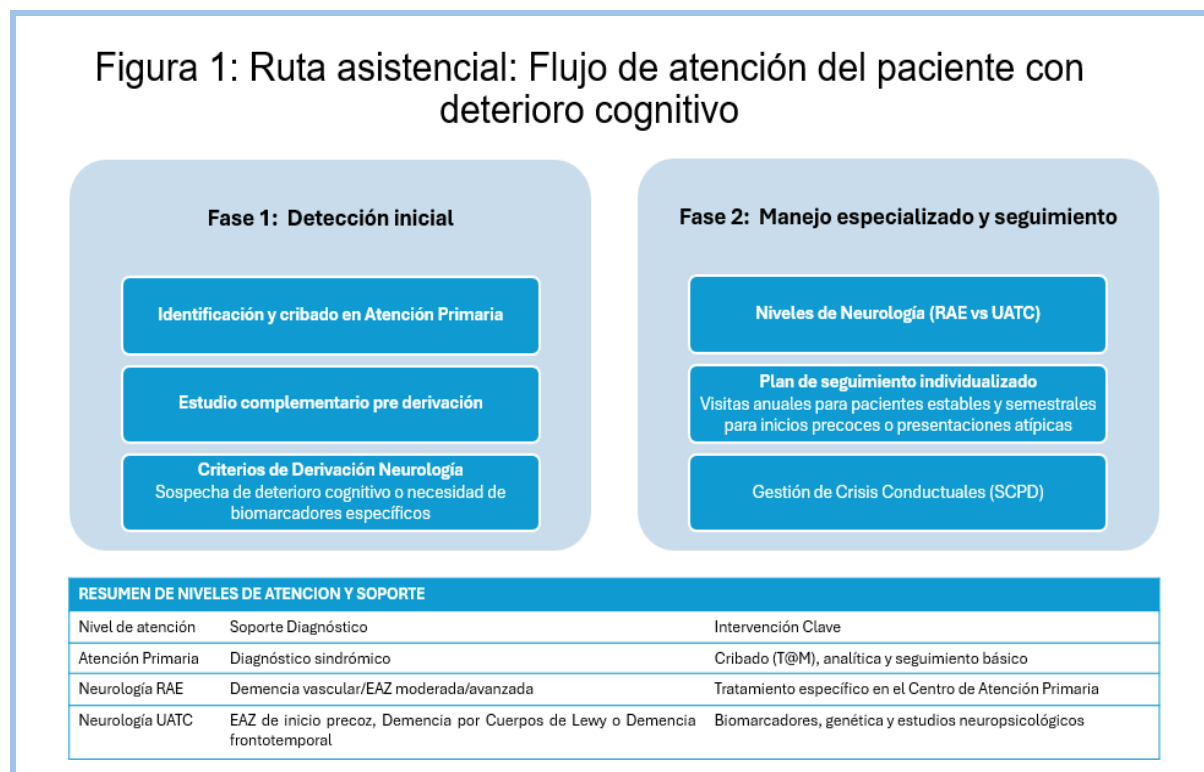 Figura 1: Ruta asistencial: Flujo de atención del paciente con
deterioro cognitivo
Fase 1: Detección inicial
Identificación y cribado en Atención Primaria
Estudio complementario pre derivación
Criterios de Derivación Neurología
Sospecha de deterioro cognitivo o necesidad de
biomarcadores específicos
Fase 2: Manejo especializado y seguimiento
Niveles de Neurología (RAE vs UATC)
Plan de seguimiento individualizado
Visitas anuales para pacientes estables y semestrales
para inicios precoces o presentaciones atípicas
Gestión de Crisis Conductuales (SCPD)
RESUMEN DE NIVELES DE ATENCION Y SOPORTE
Nivel de atención Soporte Diagnóstico Intervención Clave
Atención Primaria Diagnóstico sindrómico Cribado (T@M), analítica y seguimiento básico
Neurología RAE Demencia vascular/EAZ moderada/avanzada Tratamiento específico en el Centro de Atención Primaria
Neurología UATC EAZ de inicio precoz, Demencia por Cuerpos de Lewy o Demencia Biomarcadores, genética y estudios neuropsicológicos
frontotemporal